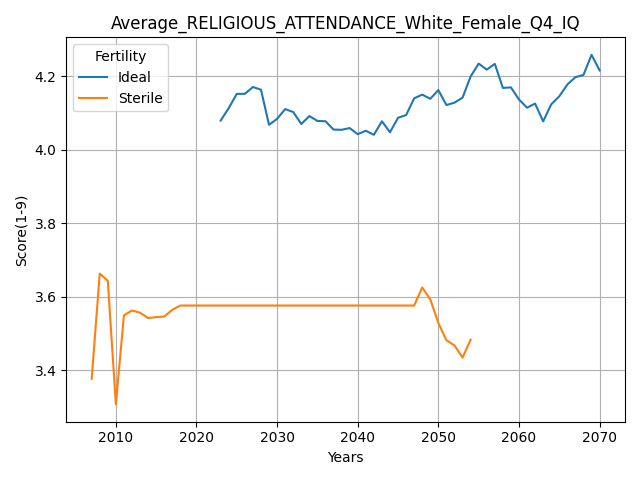 Average_RELIGIOUS_ATTENDANCE_White_Female_Q4_IQ
Fertility
Ideal
Sterile
Score(1-9)
4.2
4.0
3.8
3.6
3.4
2010 2020 2030 2040 2050 2060 2070
Years